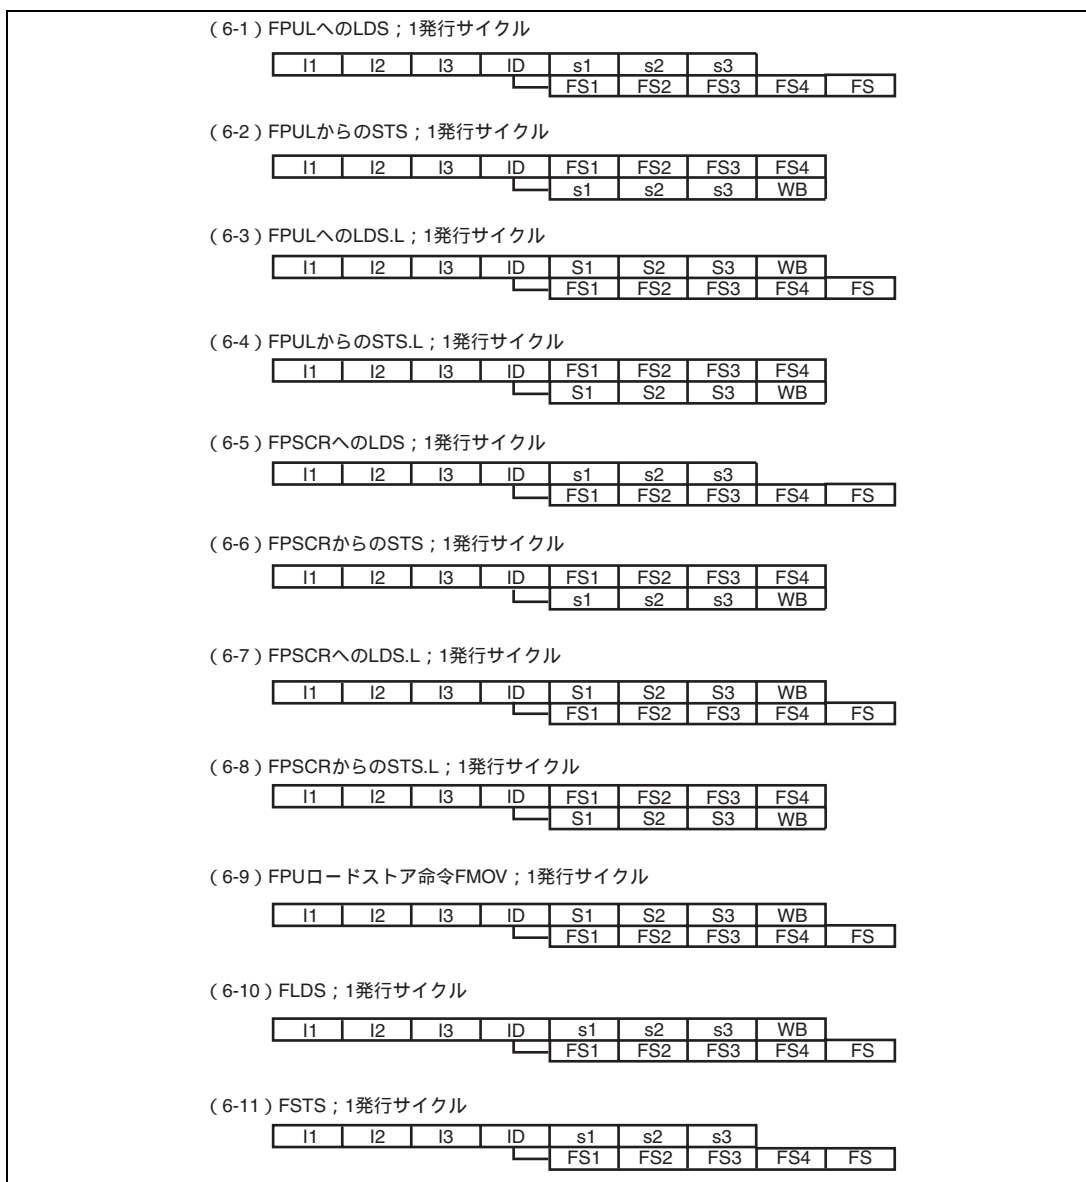 （6-1）FPULへのLDS；1発行サイクル
I1 I2 I3 ID s1 s2 s3
FS1 FS2 FS3 FS4 FS
（6-2）FPULからのSTS；1発行サイクル
I1 I2 I3 ID FS1 FS2 FS3 FS4
s1 s2 s3 WB
（6-3）FPULへのLDS.L；1発行サイクル
I1 I2 I3 ID S1 S2 S3 WB
FS1 FS2 FS3 FS4 FS
（6-4）FPULからのSTS.L；1発行サイクル
I1 I2 I3 ID FS1 FS2 FS3 FS4
S1 S2 S3 WB
（6-5）FPSCRへのLDS；1発行サイクル
I1 I2 I3 ID s1 s2 s3
FS1 FS2 FS3 FS4 FS
（6-6）FPSCRからのSTS；1発行サイクル
I1 I2 I3 ID FS1 FS2 FS3 FS4
s1 s2 s3 WB
（6-7）FPSCRへのLDS.L；1発行サイクル
I1 I2 I3 ID S1 S2 S3 WB
FS1 FS2 FS3 FS4 FS
（6-8）FPSCRからのSTS.L；1発行サイクル
I1 I2 I3 ID FS1 FS2 FS3 FS4
S1 S2 S3 WB
（6-9）FPUロードストア命令FMOV；1発行サイクル
I1 I2 I3 ID S1 S2 S3 WB
FS1 FS2 FS3 FS4 FS
（6-10）FLDS；1発行サイクル
I1 I2 I3 ID s1 s2 s3 WB
FS1 FS2 FS3 FS4 FS
（6-11）FSTS；1発行サイクル
I1 I2 I3 ID s1 s2 s3
FS1 FS2 FS3 FS4 FS